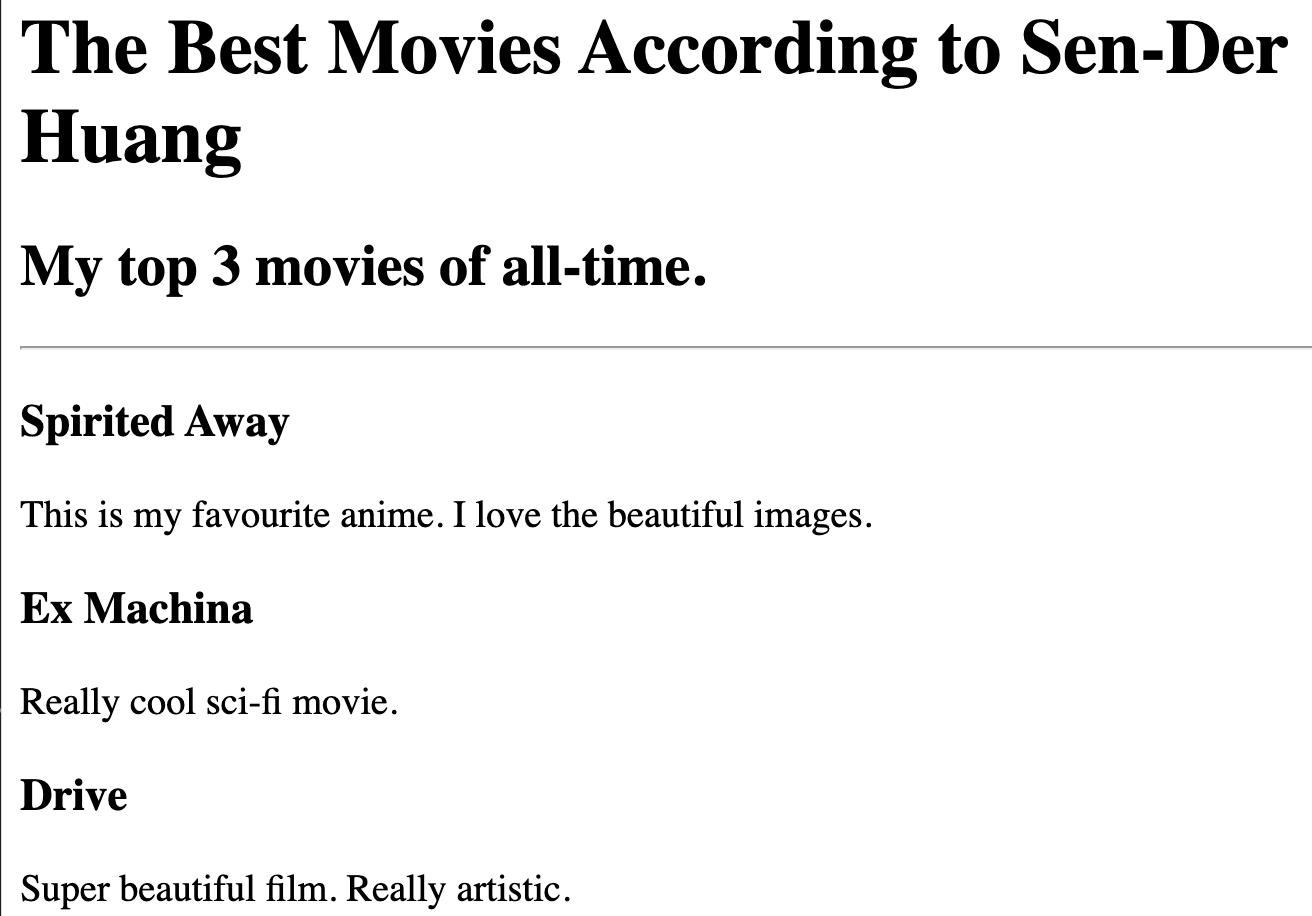 The Best Movies According to Sen-Der
Huang
My top 3 movies of all-time.
Spirited Away
This is my favourite anime. I love the beautiful images.
Ex Machina
Really cool sci-fi movie.
Drive
Super beautiful film. Really artistic.